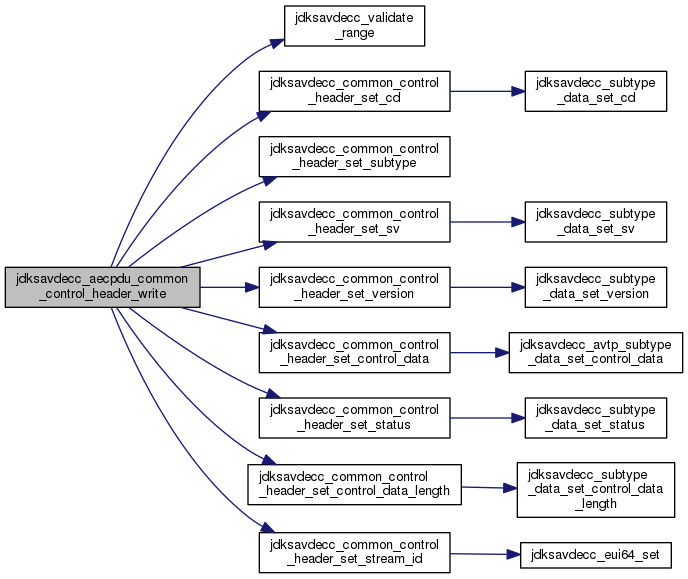 jdksavdecc_validate
_range
jdksavdecc_common_control
_header_set_cd
jdksavdecc_subtype
_data_set_cd
jdksavdecc_common_control
_header_set_subtype
jdksavdecc_common_control
_header_set_sv
jdksavdecc_subtype
_data_set_sv
jdksavdecc_aecpdu_common
_control_header_write
jdksavdecc_common_control
_header_set_version
jdksavdecc_subtype
_data_set_version
jdksavdecc_common_control
_header_set_control_data
jdksavdecc_avtp_subtype
_data_set_control_data
jdksavdecc_common_control
_header_set_status
jdksavdecc_subtype
_data_set_status
jdksavdecc_common_control
_header_set_control_data_length
jdksavdecc_subtype
_data_set_control_data
_length
jdksavdecc_common_control
_header_set_stream_id
jdksavdecc_eui64_set